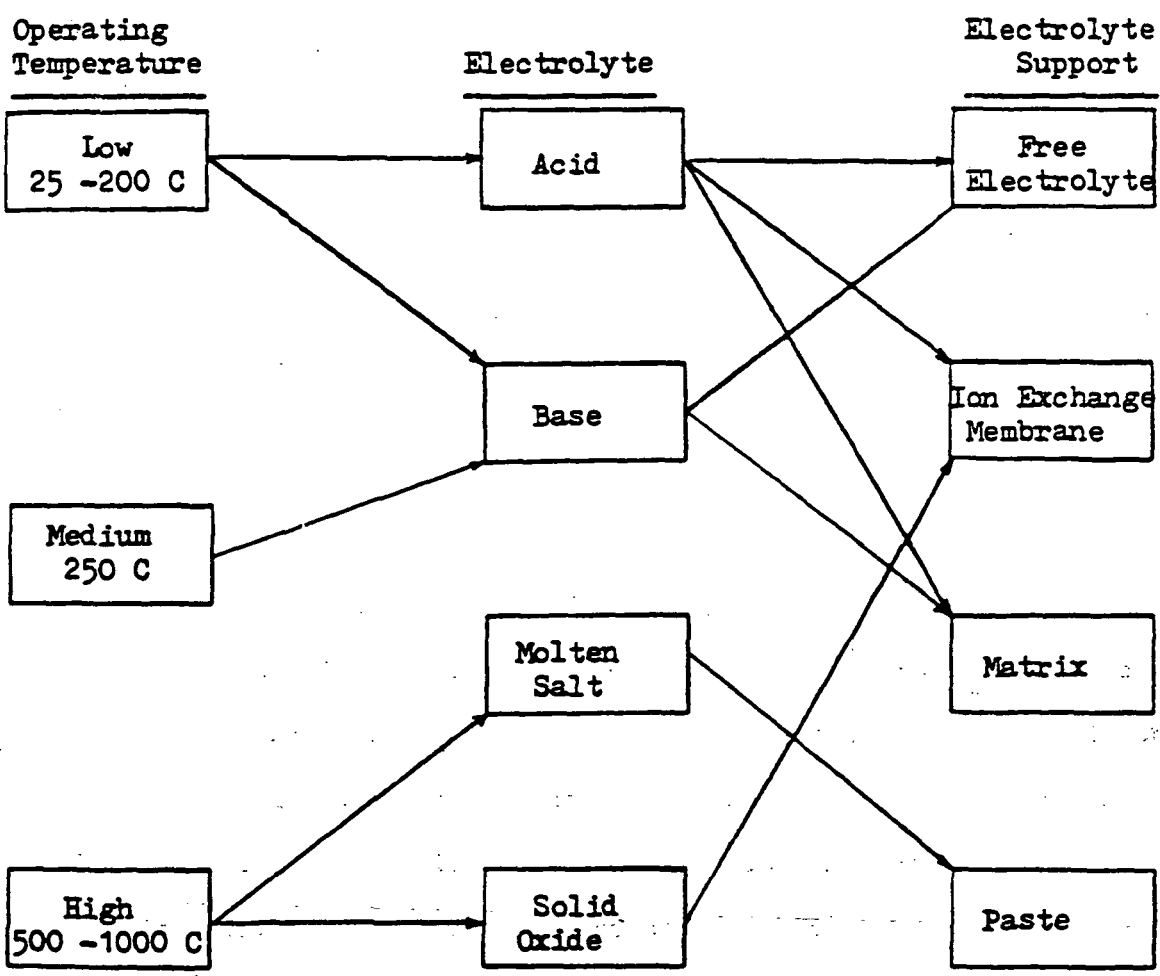 Operating
Temperature
Electrolyte
Electrolyte
Support
Low
25 -200 C
Acid
Free
Electrolyte
Base
Ion Exchange
Membrane
Medium
250 C
Molten
Salt
Matrix
High
500 -1000 C
Solid
Oxide
Paste